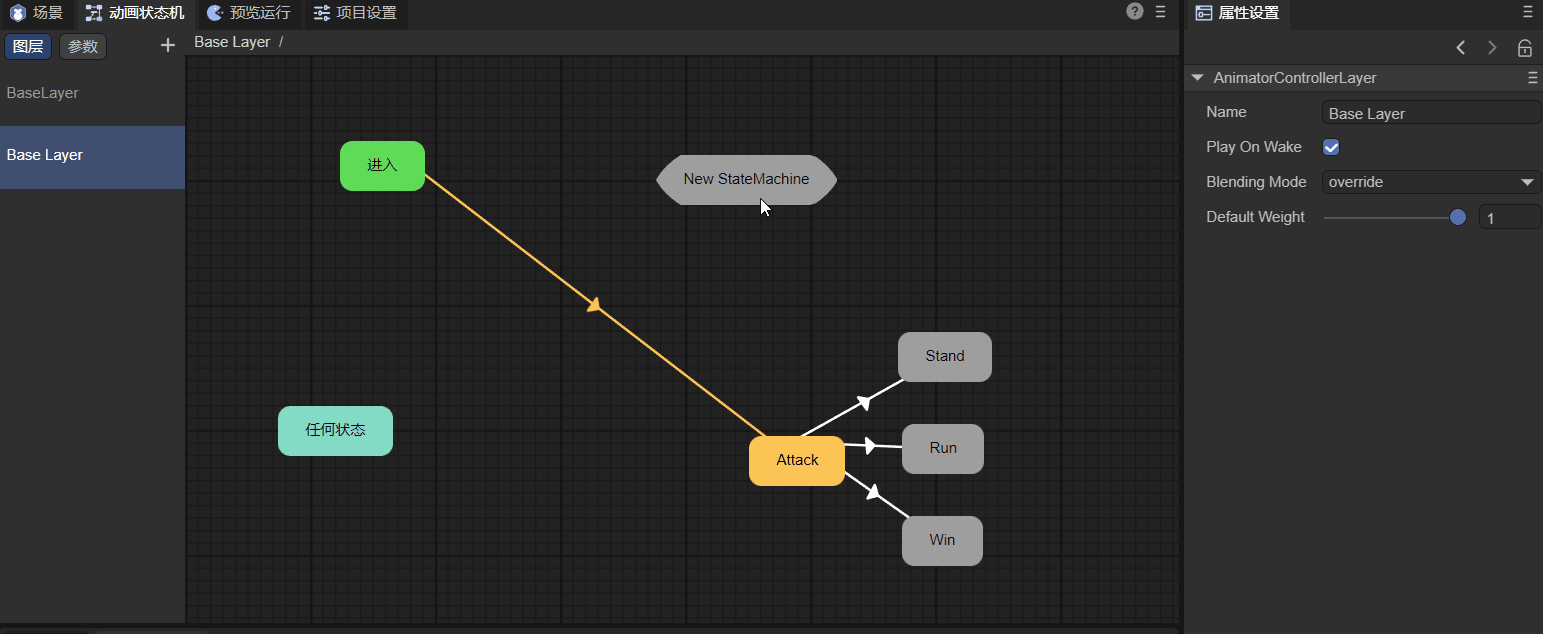 场景 动画状态机 预览运行 项目设置 ? 属性设置
图层 参数 + Base Layer /
AnimatorControllerLayer
BaseLayer
Name Base Layer
Play On Wake
Base Layer
进入
New StateMachine
Blending Mode override
Default Weight 1
Stand
任何状态
Run
Attack
Win